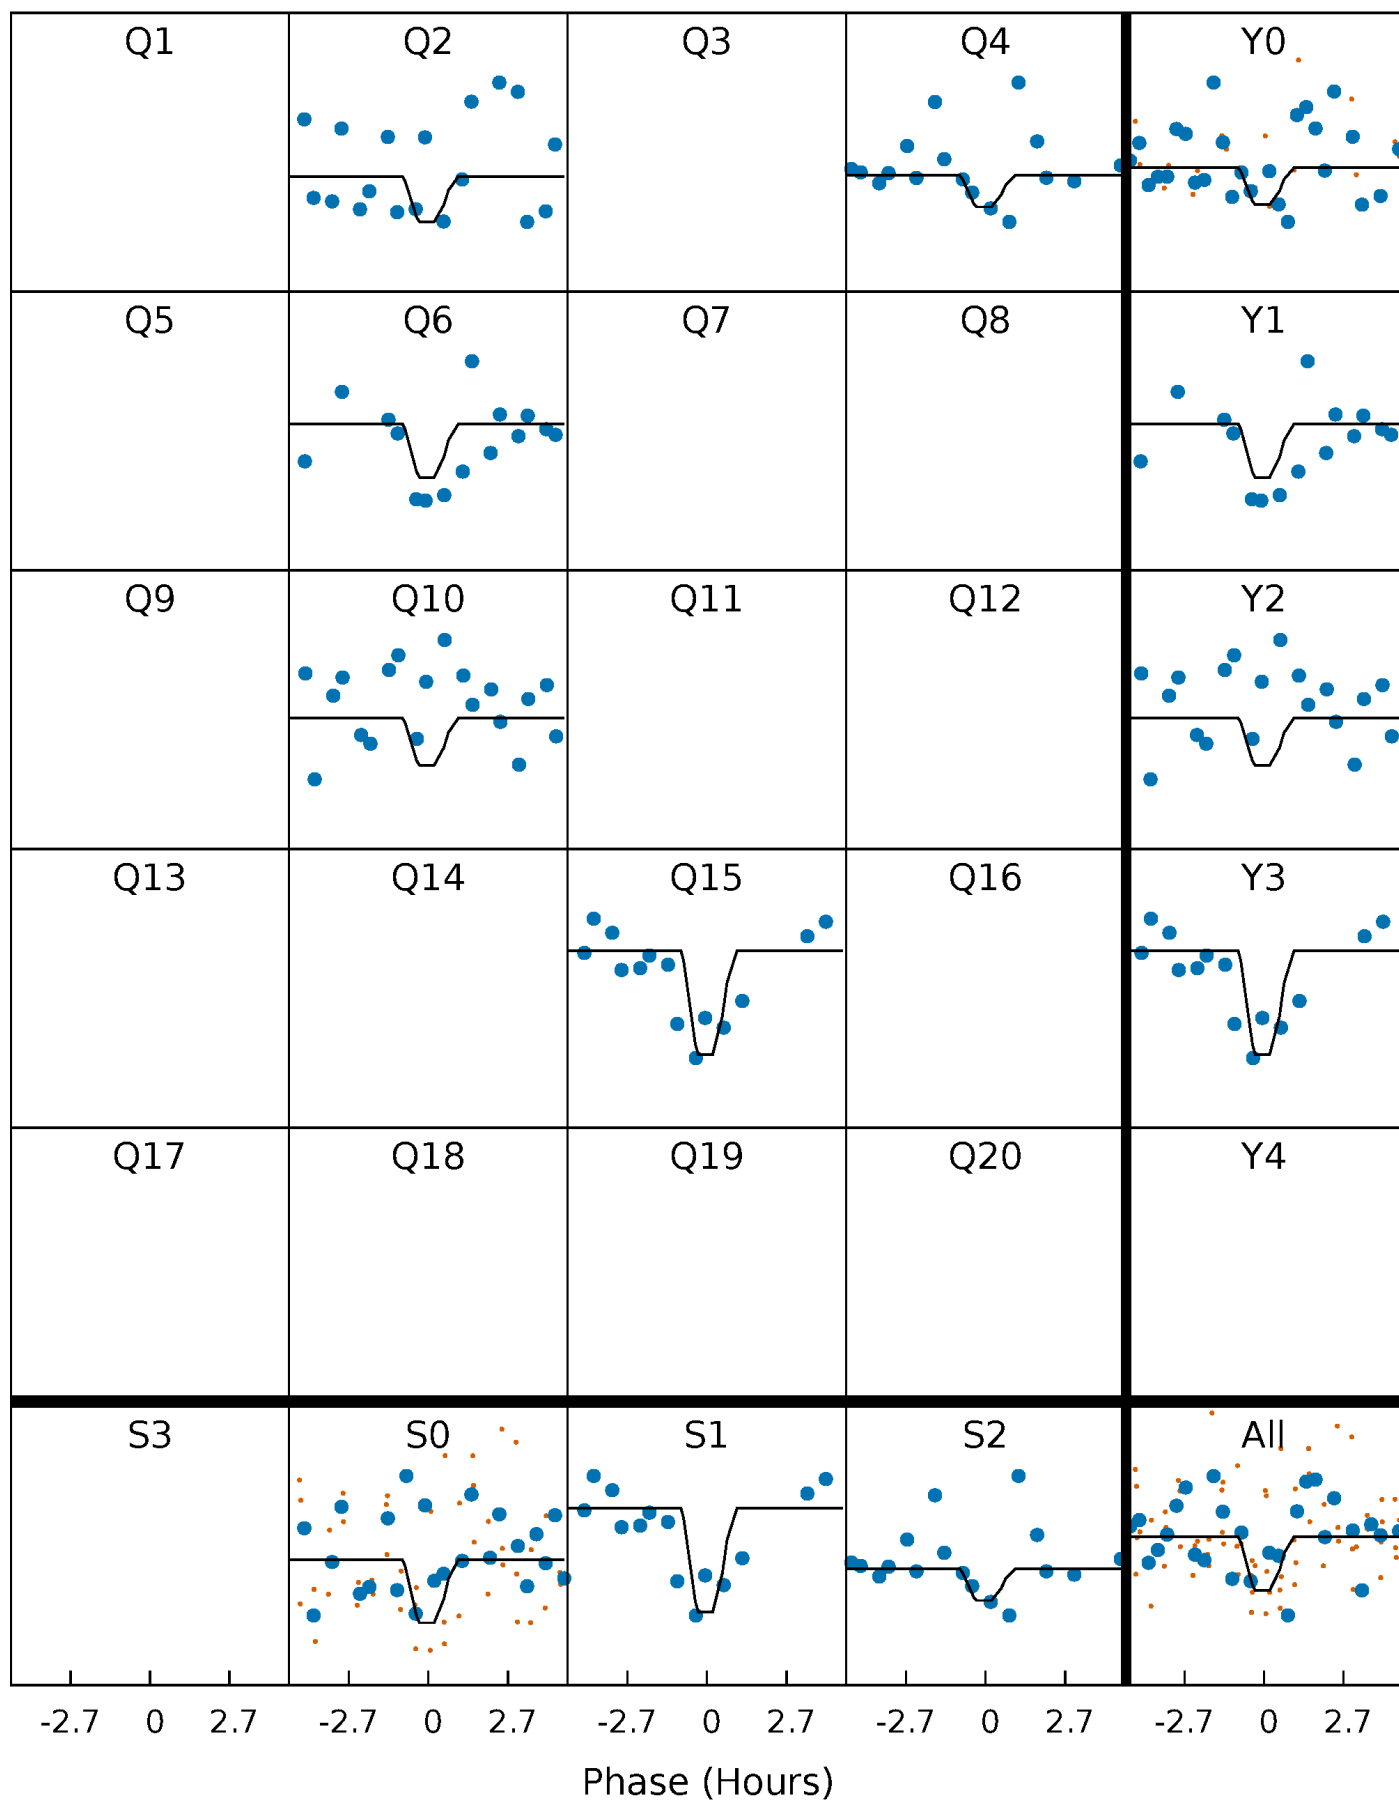 Q1 Q2 Q3 Q4 Y0
Q5 Q6 Q7 Q8 Y1
Q9 Q10 Q11 Q12 Y2
Q13 Q14 Q15 Q16 Y3
Q17 Q18 Q19 Q20 Y4
S3 S0 S1 S2 All
-2.7 0 2.7 -2.7 0 2.7 -2.7 0 2.7 -2.7 0 2.7 -2.7 0 2.7
Phase (Hours)